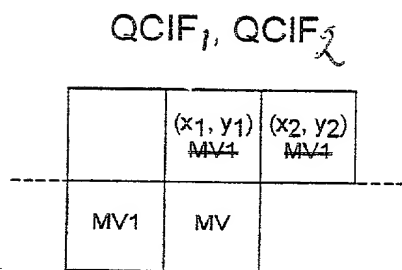 QCIF1, QCIF2
(x1, y1) (x2, y2)
MV1 MV1
MV1 MV